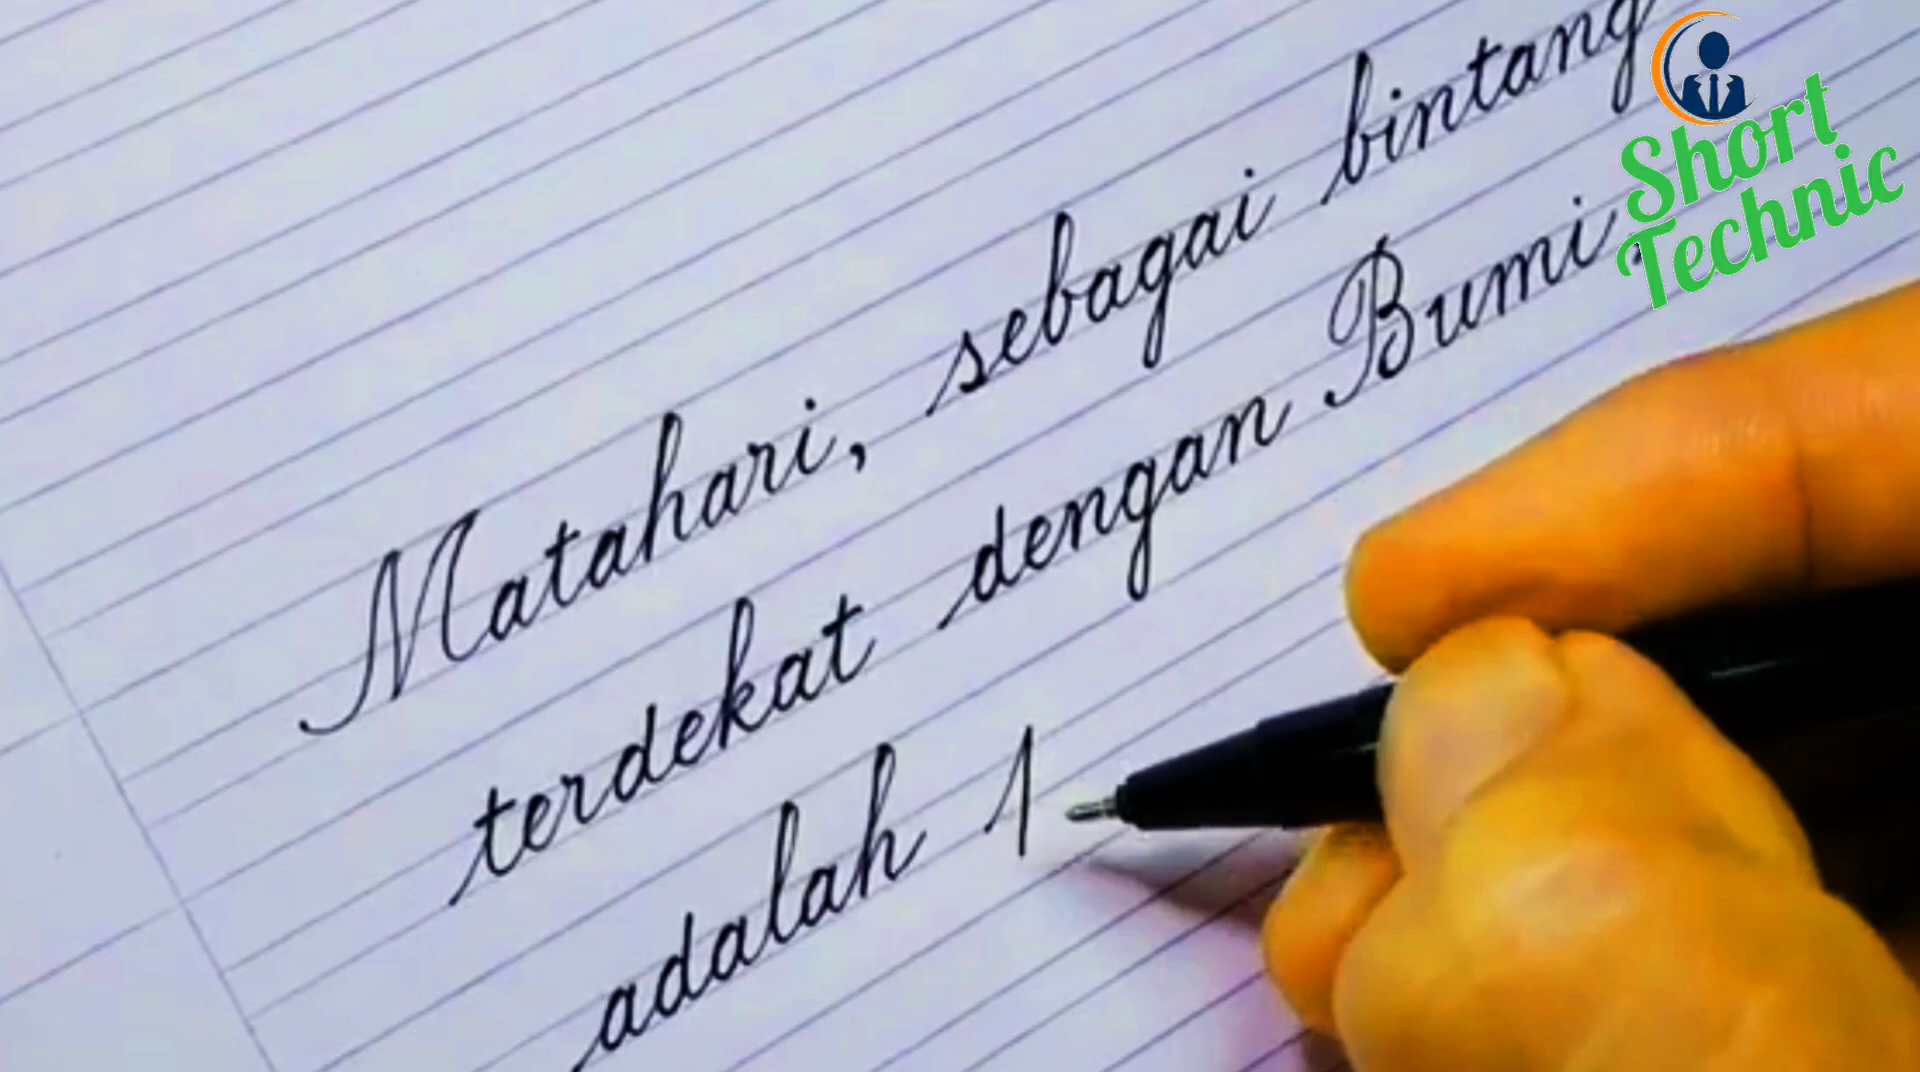 Matahari, sebagai bintang
terdekat dengan Bumi,
adalah 1
Short
Technic